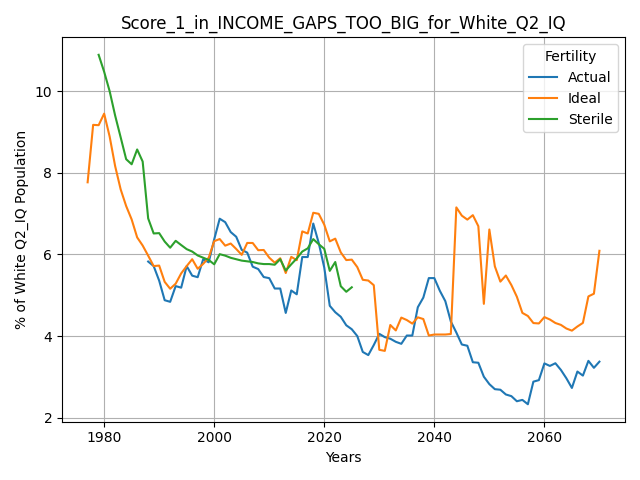 Score_1_in_INCOME_GAPS_TOO_BIG_for_White_Q2_IQ
Fertility
Actual
Ideal
Sterile
% of White Q2_IQ Population
10
8
6
4
2
1980 2000 2020 2040 2060
Years